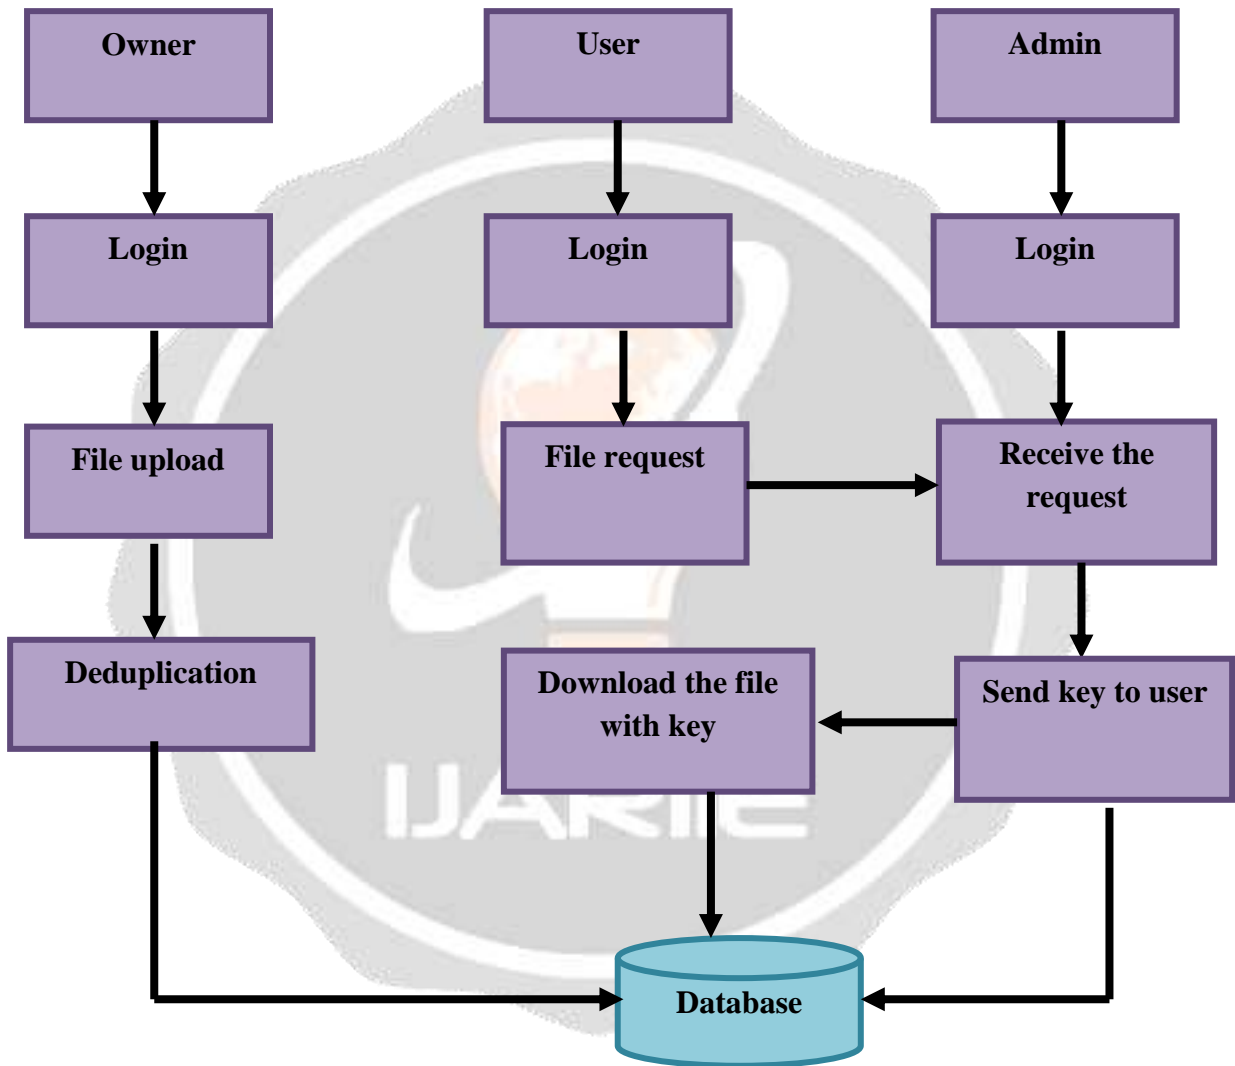 Owner
User
Admin
Login
Login
Login
File upload
File request
Receive the
request
Deduplication
Download the file
with key
Send key to user
IJARIE
Database